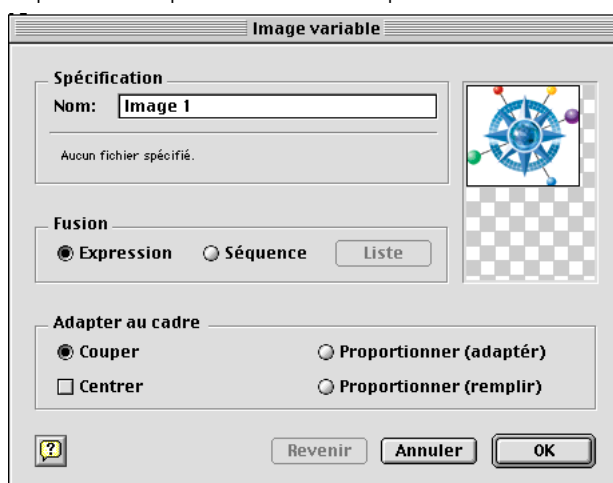 Image variable
Spécification
Nom: Image 1
Aucun fichier spécifié.
Fusion
Expression Séquence Liste
Adapter au cadre
Couper Proportionner (adaptér)
Centrer Proportionner (remplir)
? Revenir Annuler OK